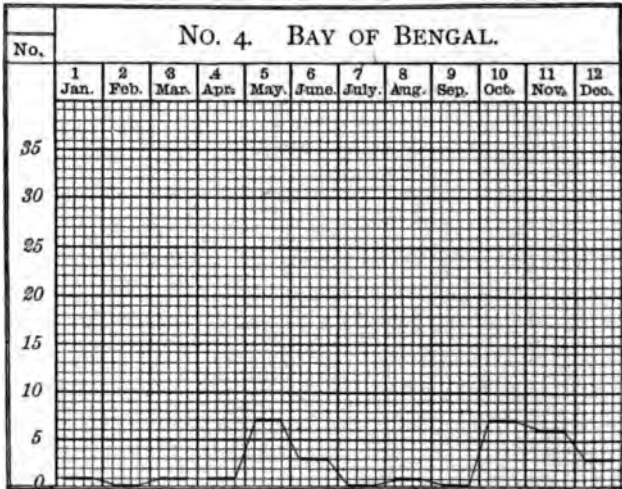 No. 4. BAY OF BENGAL.
No.
1 2 3 4 5 6 7 8 9 10 11 12
Jan. Feb. Mar. Apr. May. June. July. Aug. Sep. Oct. Nov. Dec.
35
30
25
20
15
10
5
0